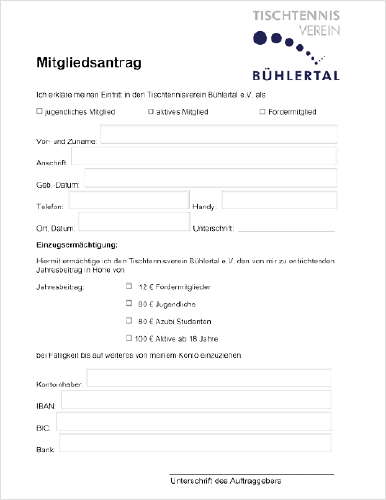 TISCHTENNIS
VEREIN
BÜHLERTAL
Mitgliedsantrag
Ich erkläre meinen Eintritt in den Tischtennisverein Bühlertal e.V. als
jugendliches Mitglied aktives Mitglied Fördermitglied
Vor- und Zuname:
Anschrift
Geb.-Datum:
Telefon: Handy:
Ort, Datum: Unterschrift:
Einzugsermächtigung:
Hiermit ermächtige ich den Tischtennisverein Bühlertal e.V. den von mir zu entrichtenden
Jahresbeitrag in Höhe von
Jahresbeitrag: 12 € Fördermitglieder
80 € Jugendliche
80 € Azubi Studenten
100 € Aktive ab 18 Jahre
bei Fälligkeit bis auf weiteres von meinem Konto einzuziehen
Kontoinhaber:
IBAN:
BIC:
Bank:
Unterschrift des Auftraggebers